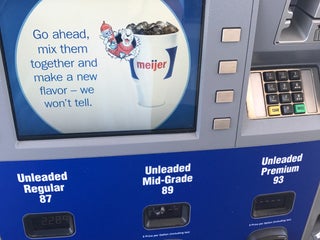 Go ahead,
mix them
together and
make a new
flavor – we
won't tell.
meijer
Unleaded
Regular
87
Unleaded
Mid-Grade
89
Unleaded
Premium
93